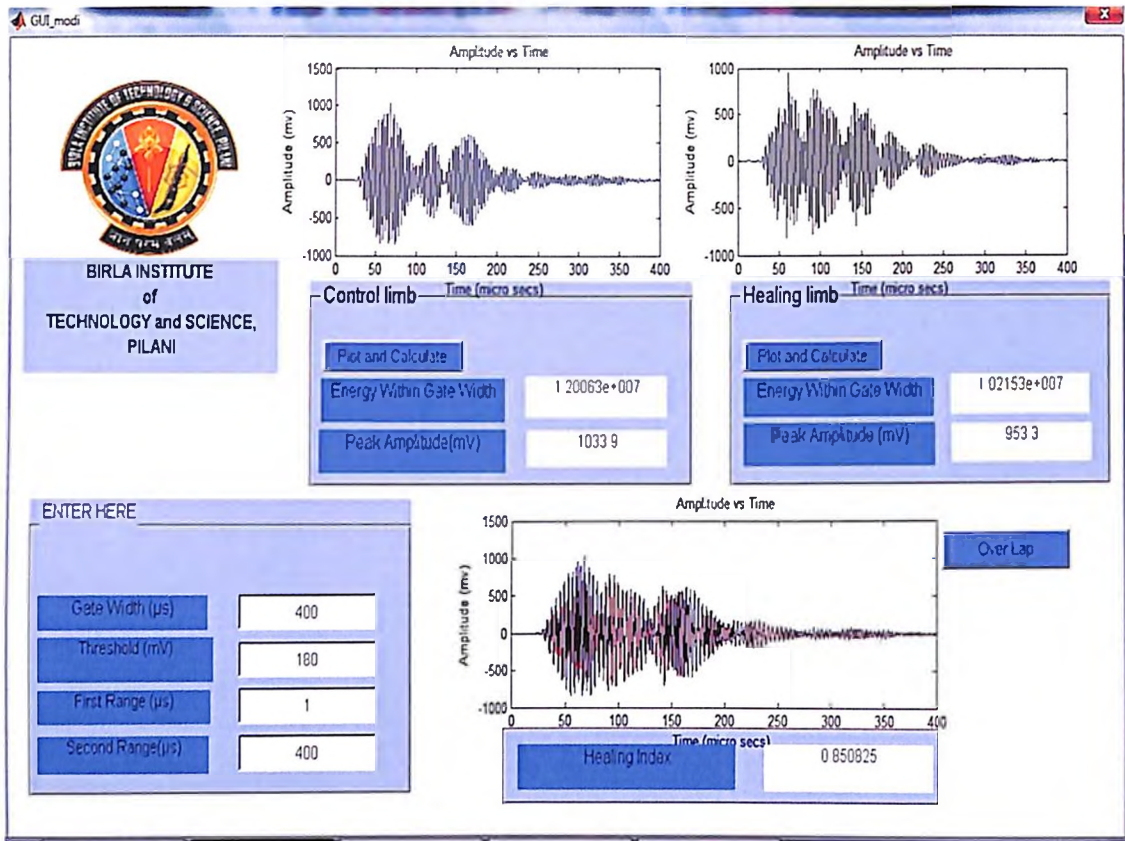 GUI_modi
BIRLA INSTITUTE OF TECHNOLOGY & SCIENCE, PILANI
BIRLA INSTITUTE
of
TECHNOLOGY and SCIENCE,
PILANI
Amplitude vs Time
Amplitude (mv)
1500
1000
500
0
-500
-1000
0 50 100 150 200 250 300 350 400
Time (micro secs)
Amplitude vs Time
Amplitude (mv)
1000
500
0
-500
-1000
0 50 100 150 200 250 300 350 400
Time (micro secs)
Control limb
Plot and Calculate
Energy Within Gate Width
1 20063e+007
Peak Amplitude(mV)
1033 9
Healing limb
Plot and Calculate
Energy Within Gate Width
1 02153e+007
Peak Amplitude (mV)
953 3
ENTER HERE
Gate Width (µs)
400
Threshold (mV)
180
First Range (µs)
1
Second Range(µs)
400
Amplitude vs Time
Amplitude (mv)
1500
1000
500
0
-500
-1000
0 50 100 150 200 250 300 350 400
Time (micro secs)
Over Lap
Healing Index
0 850825